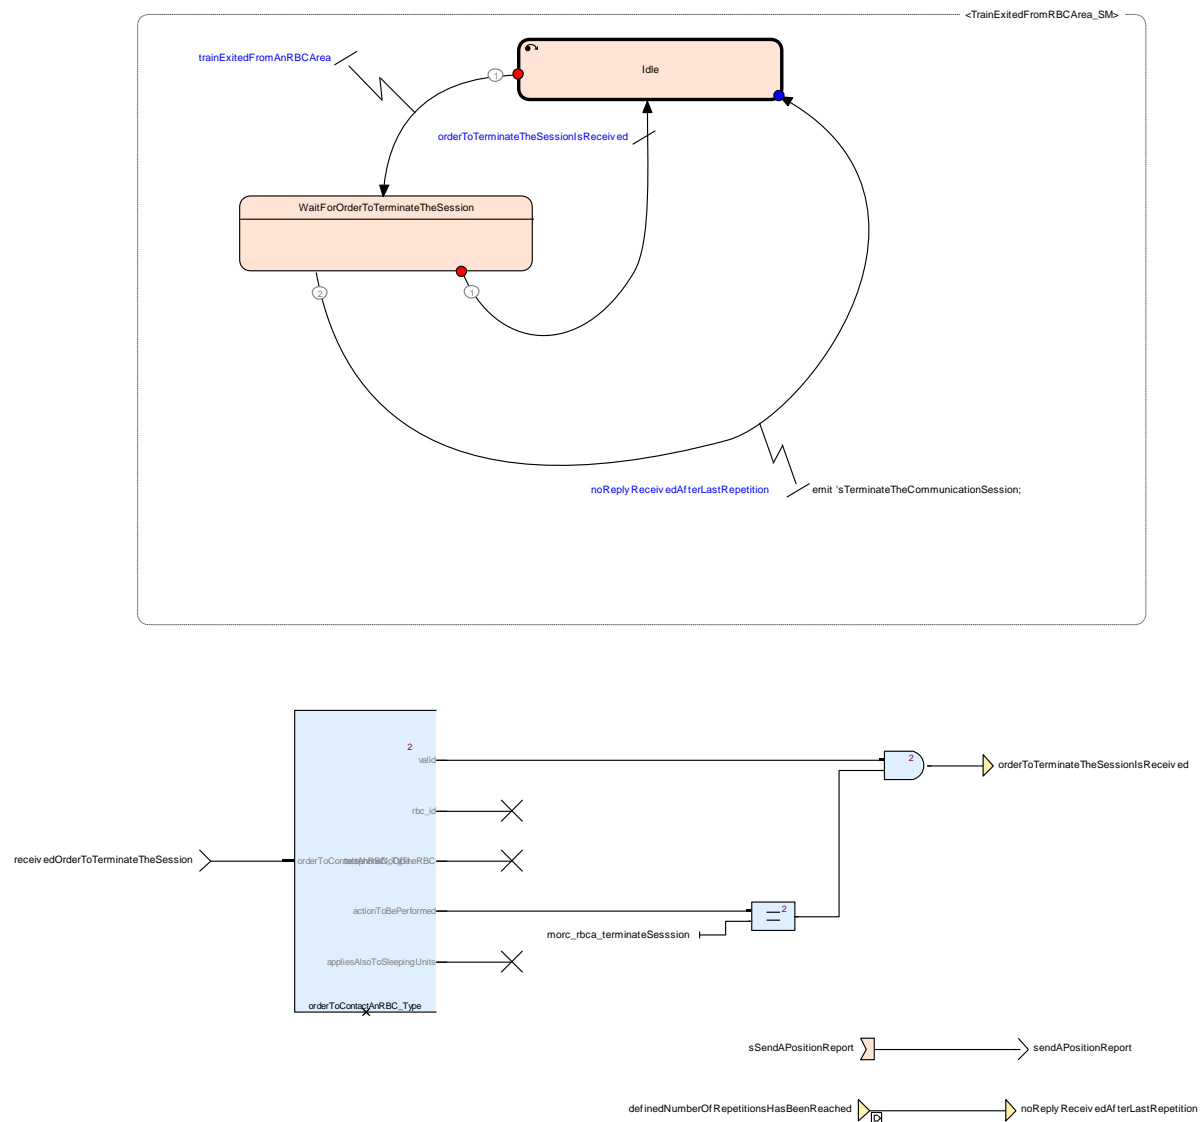 <TrainExitedFromRBCArea_SM>
trainExitedFromAnRBCArea
1
Idle
orderToTerminateTheSessionIsReceived
WaitForOrderToTerminateTheSession
2
1
noReplyReceivedAfterLastRepetition
emit 'sTerminateTheCommunicationSession;
2
valid
2
orderToTerminateTheSessionIsReceived
rbc_id
receivedOrderToTerminateTheSession
orderToContactAnRBC_Type
actionToBePerformed
2
morc_rbca_terminateSesssion
appliesAlsoToSleepingUnits
orderToContactAnRBC_Type
sSendAPositionReport
sendAPositionReport
definedNumberOfRepetitionsHasBeenReached
noReplyReceivedAfterLastRepetition